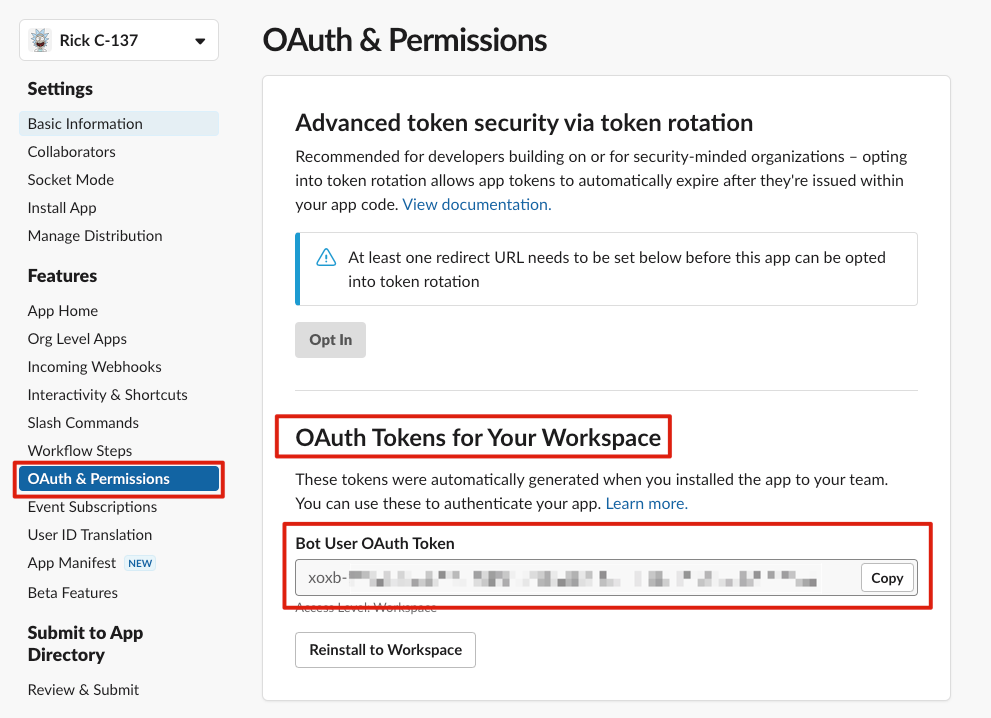 Rick C-137
Settings
Basic Information
Collaborators
Socket Mode
Install App
Manage Distribution
Features
App Home
Org Level Apps
Incoming Webhooks
Interactivity & Shortcuts
Slash Commands
Workflow Steps
OAuth & Permissions
Event Subscriptions
User ID Translation
App Manifest NEW
Beta Features
Submit to App
Directory
Review & Submit
OAuth & Permissions
Advanced token security via token rotation
Recommended for developers building on or for security-minded organizations – opting
into token rotation allows app tokens to automatically expire after they're issued within
your app code. View documentation.
At least one redirect URL needs to be set below before this app can be opted
into token rotation
Opt In
OAuth Tokens for Your Workspace
These tokens were automatically generated when you installed the app to your team.
You can use these to authenticate your app. Learn more.
Bot User OAuth Token
xoxb-
Copy
Access Level: Workspace
Reinstall to Workspace